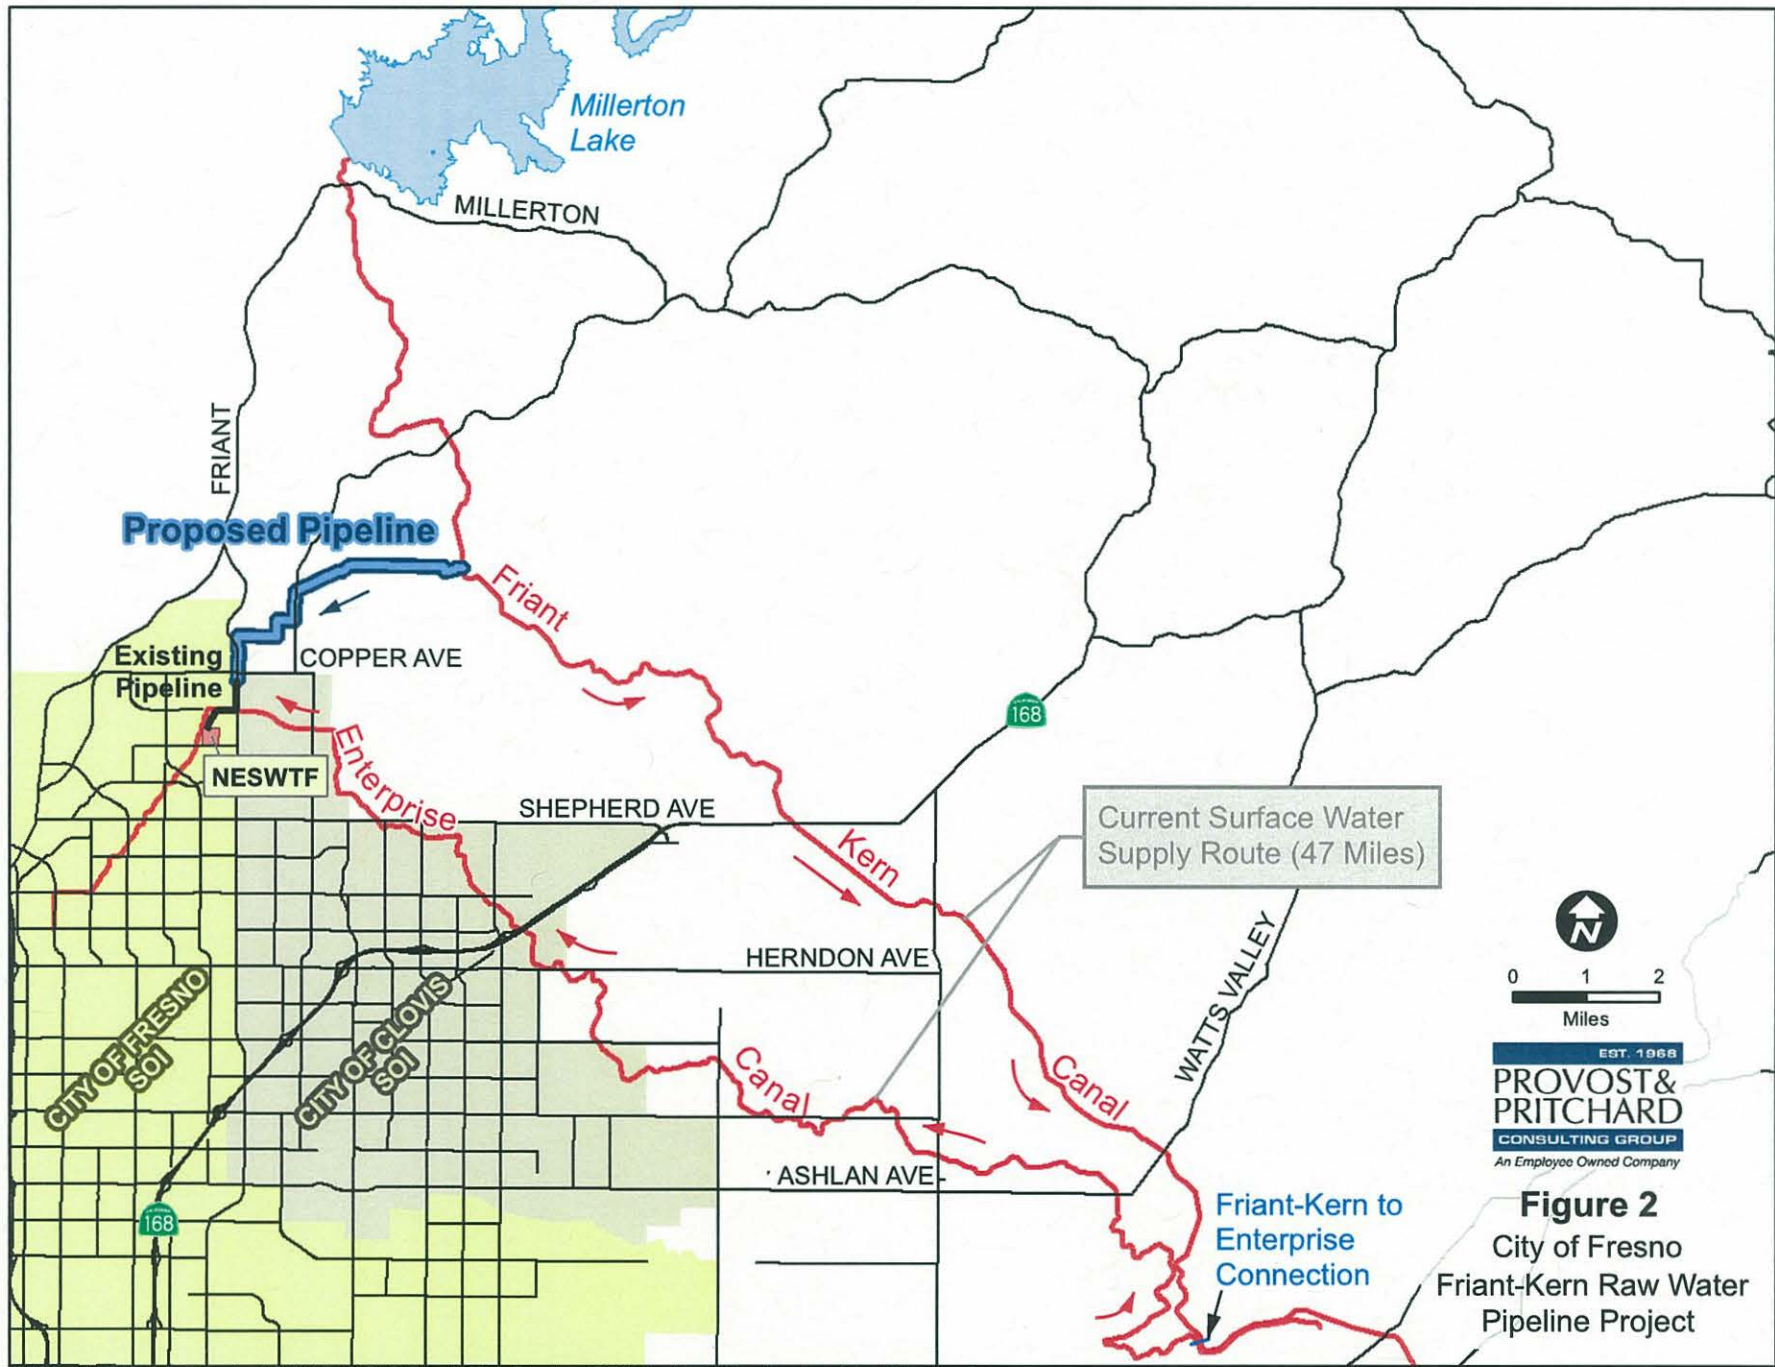 Millerton
Lake
MILLERTON
FRIANT
Proposed Pipeline
Friant
Existing
Pipeline
COPPER AVE
168
NESWTF
Enterprise
SHEPHERD AVE
Current Surface Water
Supply Route (47 Miles)
Kern
N
HERNDON AVE
WATTS VALLEY
0 1 2
Miles
CITY OF FRESNO
SOI
CITY OF CLOVIS
SOI
Canal
Canal
EST. 1968
PROVOST&
PRITCHARD
CONSULTING GROUP
An Employee Owned Company
ASHLAN AVE
168
Friant-Kern to
Enterprise
Connection
Figure 2
City of Fresno
Friant-Kern Raw Water
Pipeline Project